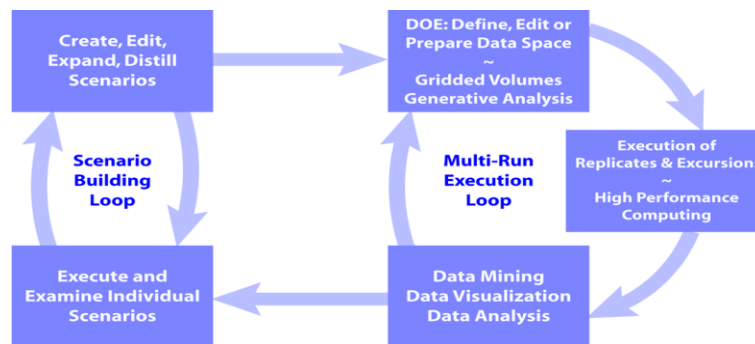 Create, Edit,
Expand, Distill
Scenarios
DOE: Define, Edit or
Prepare Data Space
~
Gridded Volumes
Generative Analysis
Scenario
Building
Loop
Multi-Run
Execution
Loop
Execution of
Replicates & Excursion
~
High Performance
Computing
Execute and
Examine Individual
Scenarios
Data Mining
Data Visualization
Data Analysis